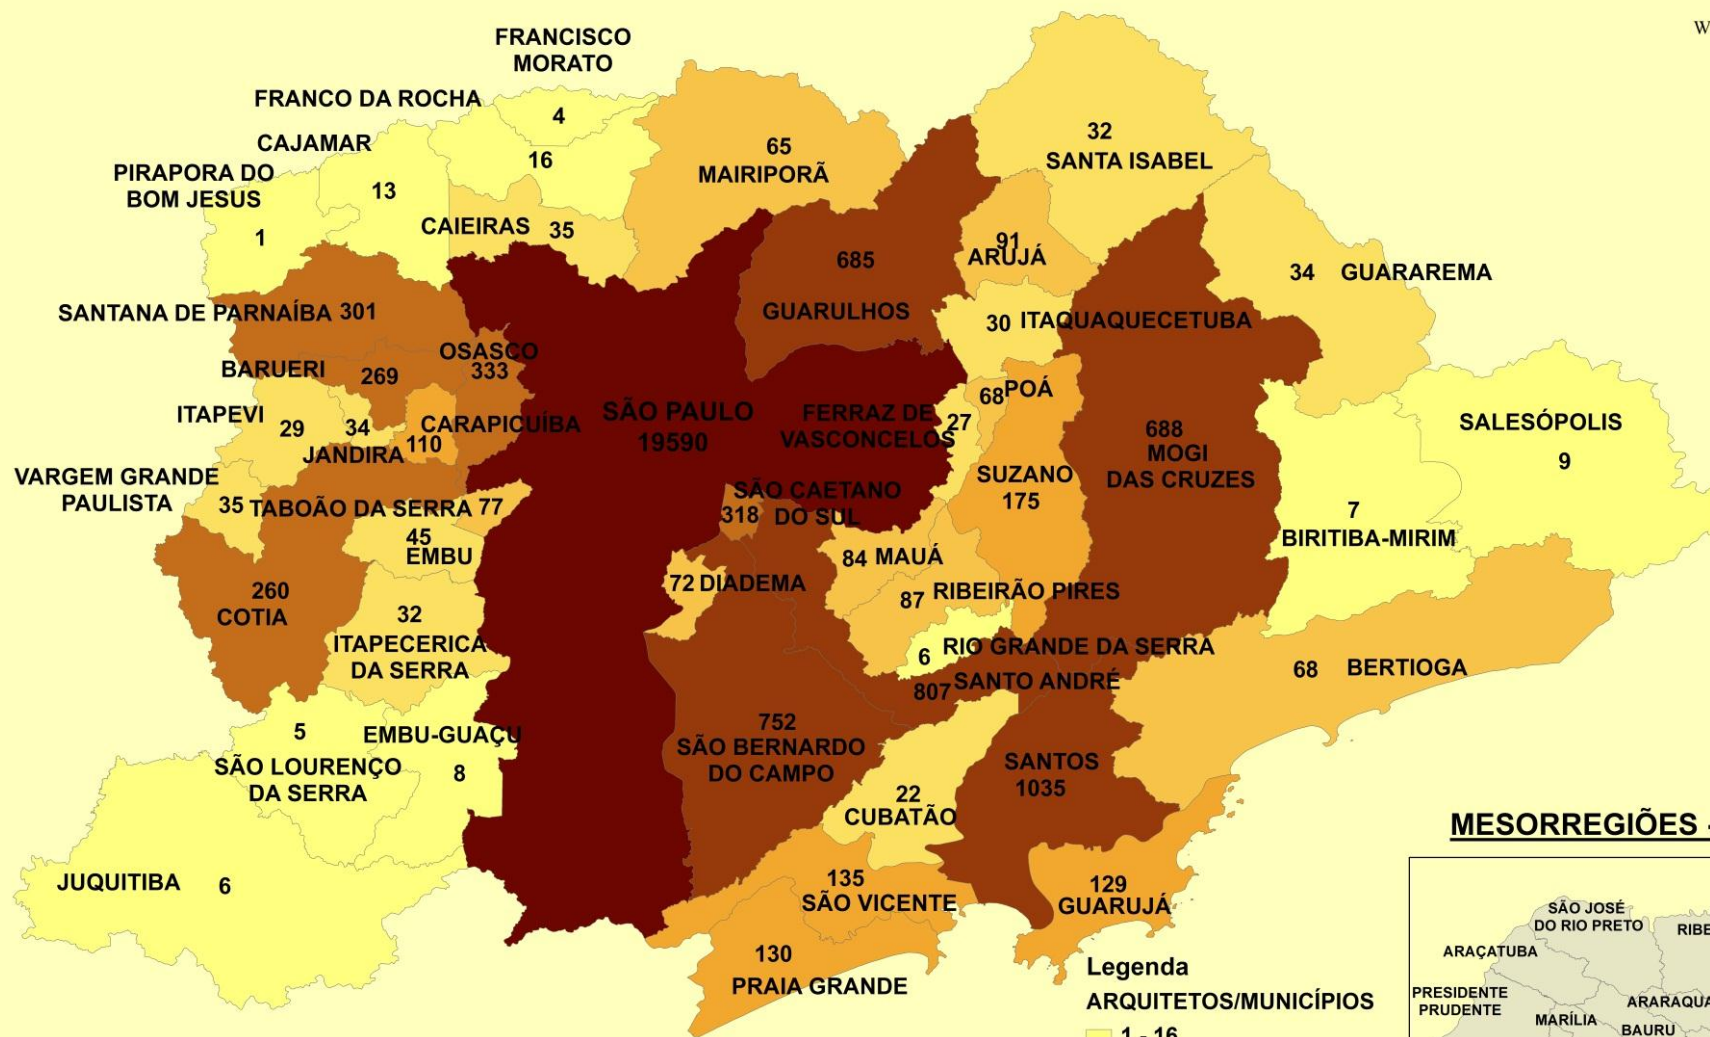 W
FRANCISCO
MORATO
4
FRANCO DA ROCHA
16
CAJAMAR
13
PIRAPORA DO
BOM JESUS
1
CAIEIRAS 35
65
MAIRIPORÃ
32
SANTA ISABEL
685
GUARULHOS
91
ARUJÁ
34 GUARAREMA
SANTANA DE PARNAÍBA 301
30 ITAQUAQUECETUBA
OSASCO
333
BARUERI
269
ITAPEVI
29
34
JANDIRA
CARAPICUÍBA
110
SÃO PAULO
19590
FERRAZ DE
VASCONCELOS
27
68 POÁ
688
MOGI
DAS CRUZES
SALESÓPOLIS
9
VARGEM GRANDE
PAULISTA
35
TABOÃO DA SERRA 77
SÃO CAETANO
DO SUL
318
SUZANO
175
7
BIRITIBA-MIRIM
45
EMBU
84 MAUÁ
72 DIADEMA
87 RIBEIRÃO PIRES
260
COTIA
32
ITAPECERICA
DA SERRA
6 RIO GRANDE DA SERRA
807 SANTO ANDRÉ
68 BERTIOGA
5
SÃO LOURENÇO
DA SERRA
EMBU-GUAÇU
8
752
SÃO BERNARDO
DO CAMPO
SANTOS
1035
22
CUBATÃO
JUQUITIBA 6
135
SÃO VICENTE
129
GUARUJÁ
130
PRAIA GRANDE
Legenda
ARQUITETOS/MUNICÍPIOS
1 - 16
MESORREGIÕES -
SÃO JOSÉ
DO RIO PRETO
RIBE
ARAÇATUBA
PRESIDENTE
PRUDENTE
ARARAQUA
MARÍLIA
BAURU